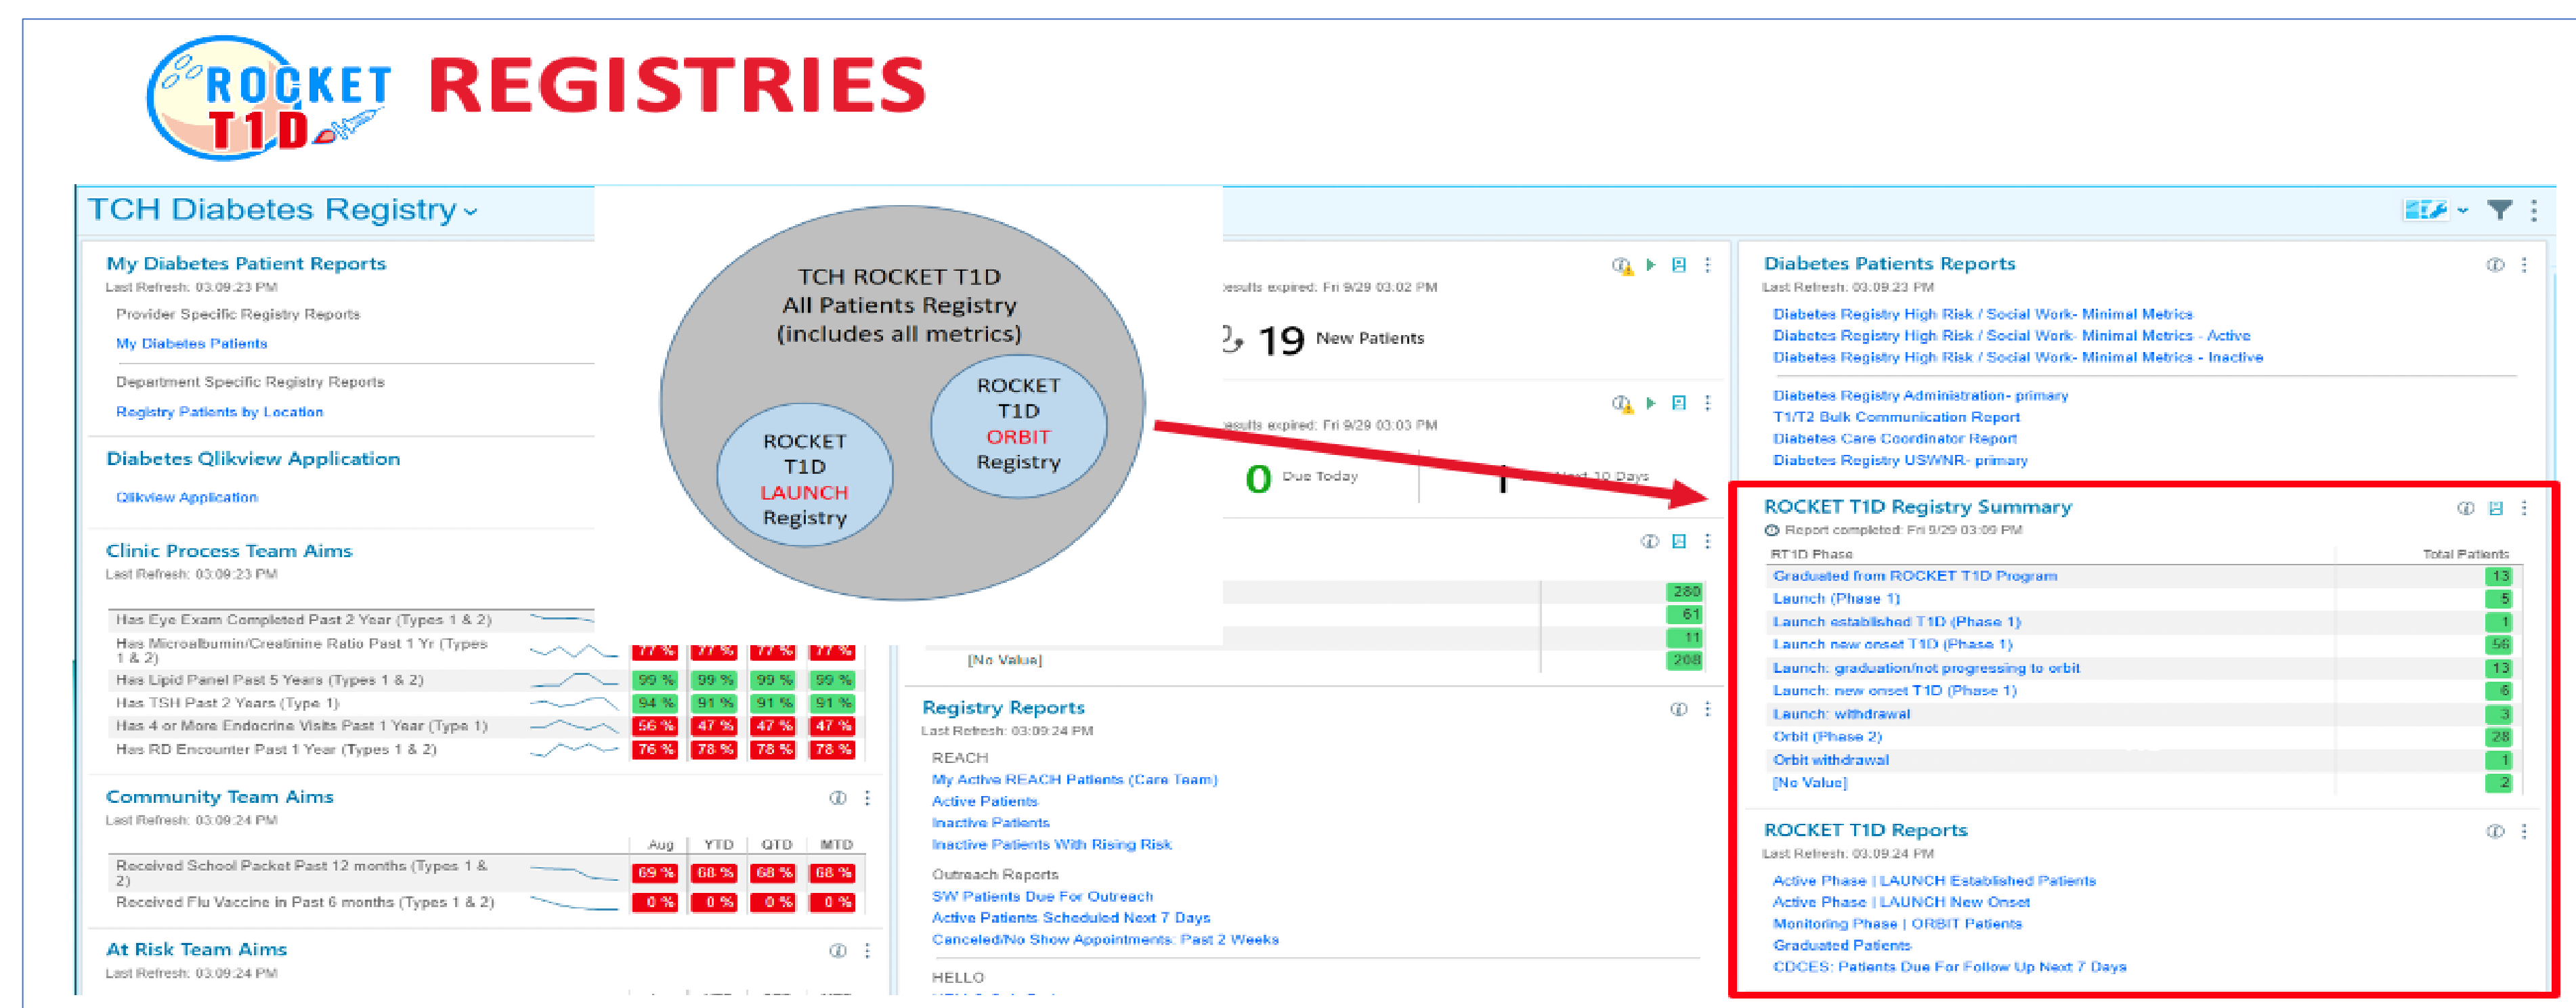 ROCKET
T1D
REGISTRIES
TCH Diabetes Registry
My Diabetes Patient Reports
Last Refresh: 03:09:23 PM
Provider Specific Registry Reports
My Diabetes Patients
Department Specific Registry Reports
Registry Patients by Location
Diabetes Qlikview Application
Qlikview Application
Clinic Process Team Aims
Last Refresh: 03:09:23 PM
Has Eye Exam Completed Past 2 Year (Types 1 & 2)
Has Microalbumin/Creatinine Ratio Past 1 Yr (Types
1 & 2) 77 % 77 % 77 % 77 %
Has Lipid Panel Past 5 Years (Types 1 & 2) 99 % 99 % 99 % 99 %
Has TSH Past 2 Years (Type 1) 94 % 91 % 91 % 91 %
Has 4 or More Endocrine Visits Past 1 Year (Type 1) 56 % 47 % 47 % 47 %
Has RD Encounter Past 1 Year (Types 1 & 2) 76 % 78 % 78 % 78 %
Community Team Aims
Last Refresh: 03:09:24 PM
Aug YTD QTD MTD
Received School Packet Past 12 months (Types 1 &
2) 69 % 68 % 68 % 68 %
Received Flu Vaccine in Past 6 months (Types 1 & 2) 0 % 0 % 0 % 0 %
At Risk Team Aims
Last Refresh: 03:09:24 PM
TCH ROCKET T1D
All Patients Registry
(includes all metrics)
ROCKET
T1D
LAUNCH
Registry
ROCKET
T1D
ORBIT
Registry
results expired: Fri 9/29 03:02 PM
19 New Patients
results expired: Fri 9/29 03:03 PM
0 Due Today
1 Next 10 Days
280
61
11
[No Value] 208
Registry Reports
Last Refresh: 03:09:24 PM
REACH
My Active REACH Patients (Care Team)
Active Patients
Inactive Patients
Inactive Patients With Rising Risk
Outreach Reports
SW Patients Due For Outreach
Active Patients Scheduled Next 7 Days
Canceled/No Show Appointments: Past 2 Weeks
HELLO
Diabetes Patients Reports
Last Refresh: 03:09:23 PM
Diabetes Registry High Risk / Social Work- Minimal Metrics
Diabetes Registry High Risk / Social Work- Minimal Metrics - Active
Diabetes Registry High Risk / Social Work- Minimal Metrics - Inactive
Diabetes Registry Administration- primary
T1/T2 Bulk Communication Report
Diabetes Care Coordinator Report
Diabetes Registry USWNR- primary
ROCKET T1D Registry Summary
Report completed: Fri 9/29 03:09 PM
RT1D Phase Total Patients
Graduated from ROCKET T1D Program 13
Launch (Phase 1) 5
Launch established T1D (Phase 1) 1
Launch new onset T1D (Phase 1) 56
Launch: graduation/not progressing to orbit 13
Launch: new onset T1D (Phase 1) 6
Launch: withdrawal 3
Orbit (Phase 2) 28
Orbit withdrawal 1
[No Value] 2
ROCKET T1D Reports
Last Refresh: 03:09:24 PM
Active Phase | LAUNCH Established Patients
Active Phase | LAUNCH New Onset
Monitoring Phase | ORBIT Patients
Graduated Patients
CDCES: Patients Due For Follow Up Next 7 Days